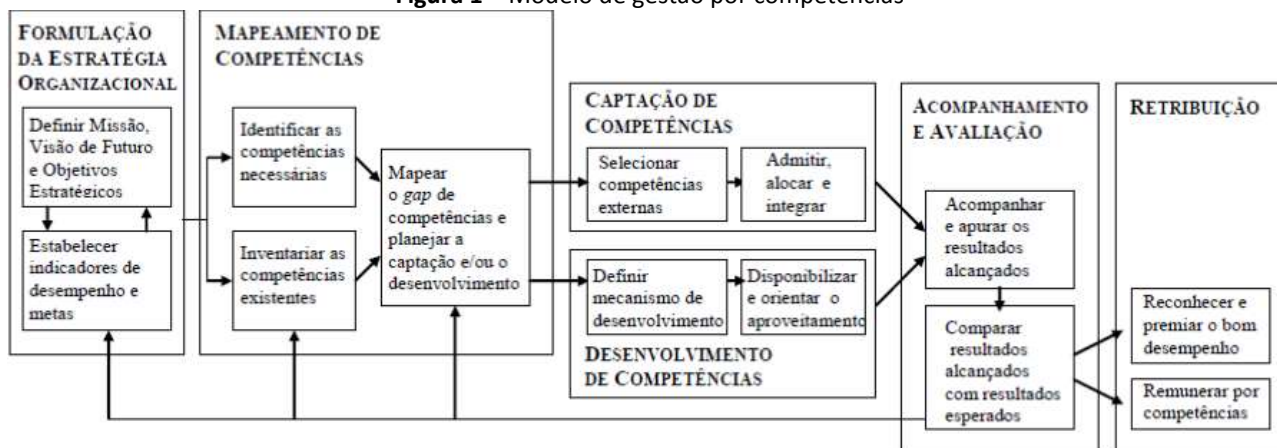 Figura 1 – Modelo de gestão por competências
FORMULAÇÃO
DA ESTRATÉGIA
ORGANIZACIONAL
Definir Missão,
Visão de Futuro
e Objetivos
Estratégicos
Estabelecer
indicadores de
desempenho e
metas
MAPEAMENTO DE
COMPETÊNCIAS
Identificar as
competências
necessárias
Inventariar as
competências
existentes
Mapear
o gap de
competências e
planejar a
captação e/ou o
desenvolvimento
CAPTAÇÃO DE
COMPETÊNCIAS
Selecionar
competências
externas
Admitir,
alocar e
integrar
Definir
mecanismo de
desenvolvimento
Disponibilizar
e orientar o
aproveitamento
DESENVOLVIMENTO
DE COMPETÊNCIAS
ACOMPANHAMENTO
E AVALIAÇÃO
Acompanhar
e apurar os
resultados
alcançados
Comparar
resultados
alcançados
com resultados
esperados
RETRIBUIÇÃO
Reconhecer e
premiar o bom
desempenho
Remunerar por
competências